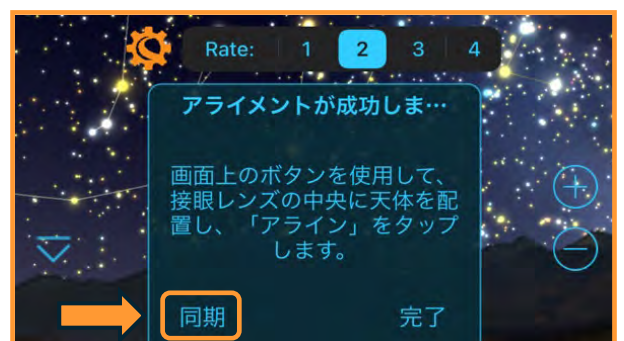 Rate: 1 2 3 4
アライメントが成功しま…
画面上のボタンを使用して、
接眼レンズの中央に天体を配
置し、「アライン」をタップ
します。
同期 完了